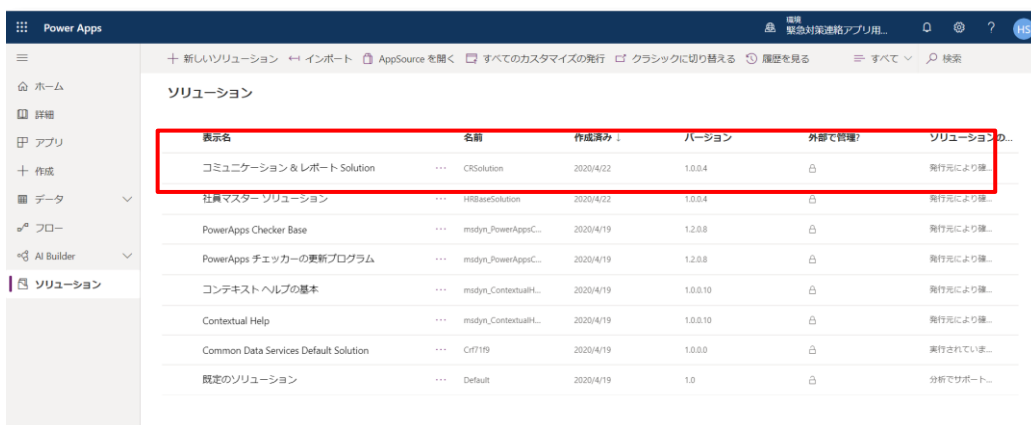 Power Apps
環境
緊急対策連絡アプリ用...
?
HS
新しいソリューション インポート AppSource を開く すべてのカスタマイズの発行 クラシックに切り替える 履歴を見る すべて 検索
ホーム
詳細
アプリ
作成
データ
フロー
AI Builder
ソリューション
ソリューション
表示名 名前 作成済み ↓ バージョン 外部で管理? ソリューションの...
コミュニケーション & レポート Solution ... CRSolution 2020/4/22 1.0.0.4 発行元により確...
社員マスター ソリューション ... HRBaseSolution 2020/4/22 1.0.0.4 発行元により確...
PowerApps Checker Base ... msdyn_PowerAppsC... 2020/4/19 1.2.0.8 発行元により確...
PowerApps チェッカーの更新プログラム ... msdyn_PowerAppsC... 2020/4/19 1.2.0.8 発行元により確...
コンテキスト ヘルプの基本 ... msdyn_ContextualH... 2020/4/19 1.0.0.10 発行元により確...
Contextual Help ... msdyn_ContextualH... 2020/4/19 1.0.0.10 発行元により確...
Common Data Services Default Solution ... Crf71f9 2020/4/19 1.0.0.0 実行されていま...
既定のソリューション ... Default 2020/4/19 1.0 分析でサポート...